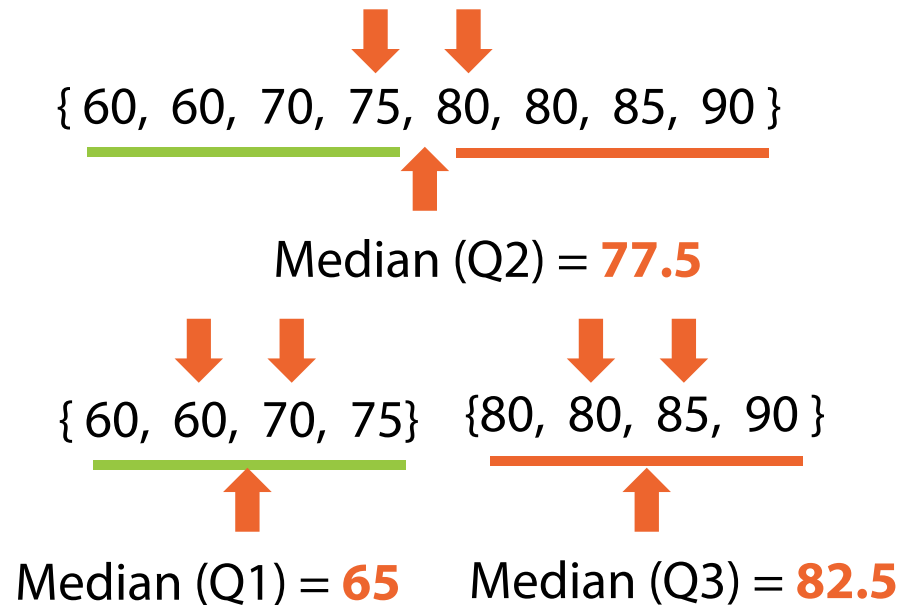 { 60, 60, 70, 75, 80, 80, 85, 90 }
Median (Q2) = 77.5
{ 60, 60, 70, 75}
{80, 80, 85, 90 }
Median (Q1) = 65
Median (Q3) = 82.5